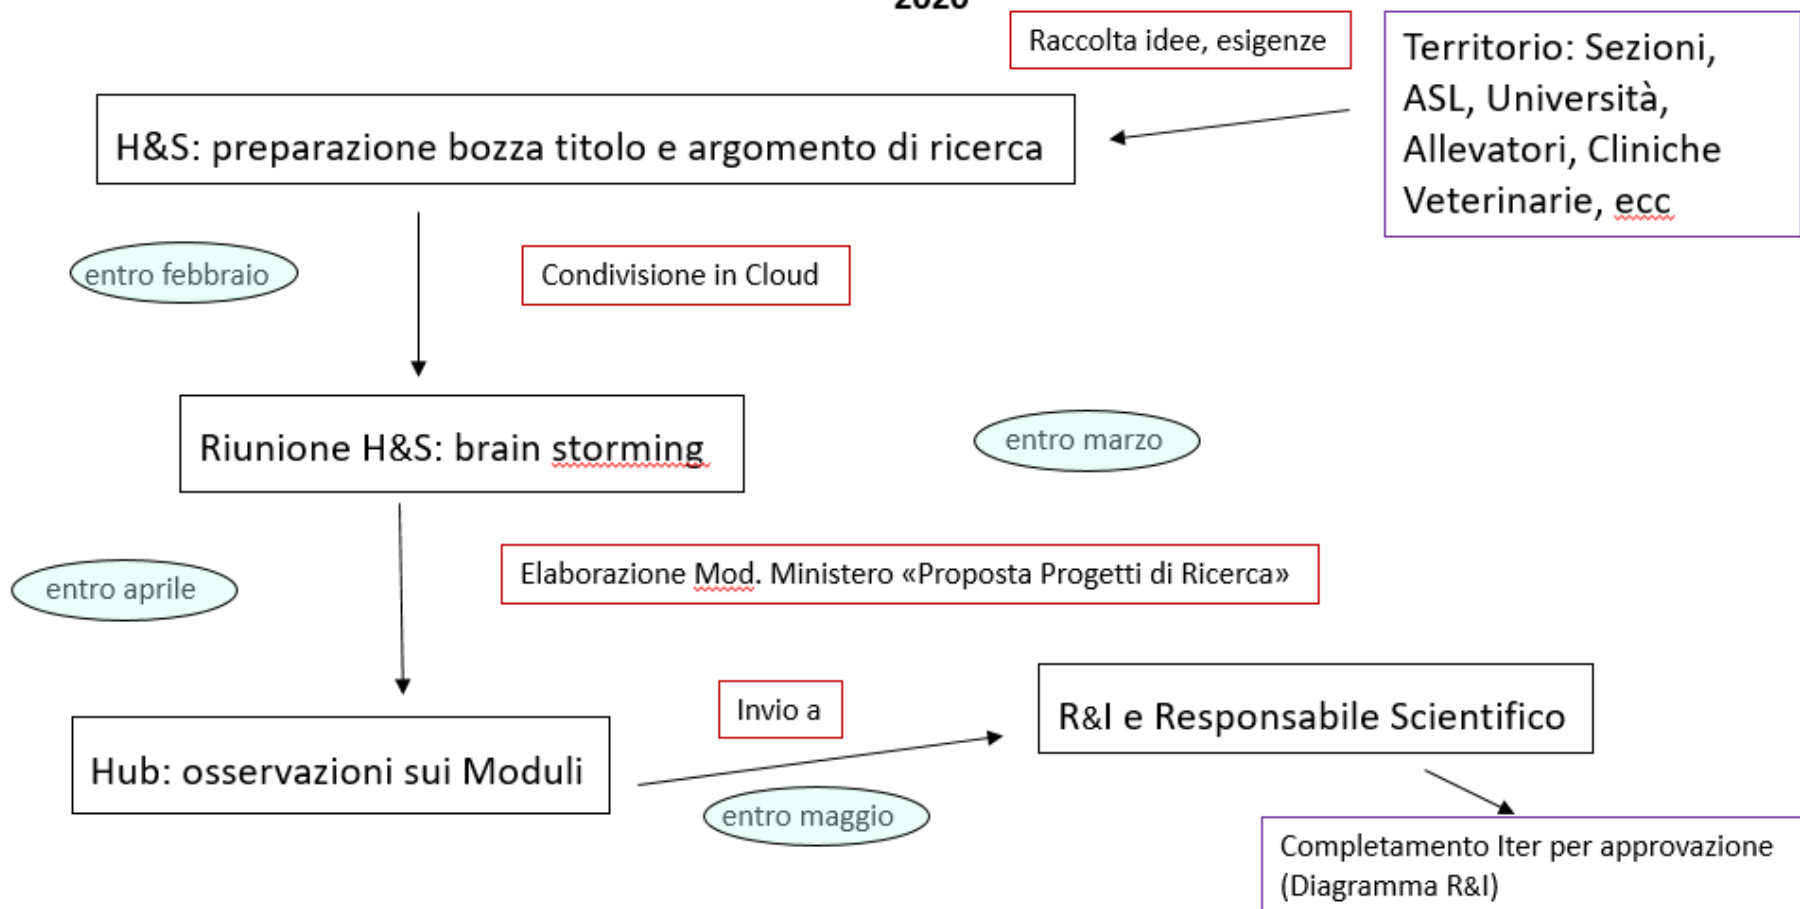 2020
Raccolta idee, esigenze
Territorio: Sezioni,
ASL, Università,
Allevatori, Cliniche
Veterinarie, ecc
H&S: preparazione bozza titolo e argomento di ricerca
entro febbraio
Condivisione in Cloud
Riunione H&S: brain storming
entro marzo
entro aprile
Elaborazione Mod. Ministero «Proposta Progetti di Ricerca»
Invio a
R&I e Responsabile Scientifico
Hub: osservazioni sui Moduli
entro maggio
Completamento Iter per approvazione
(Diagramma R&I)